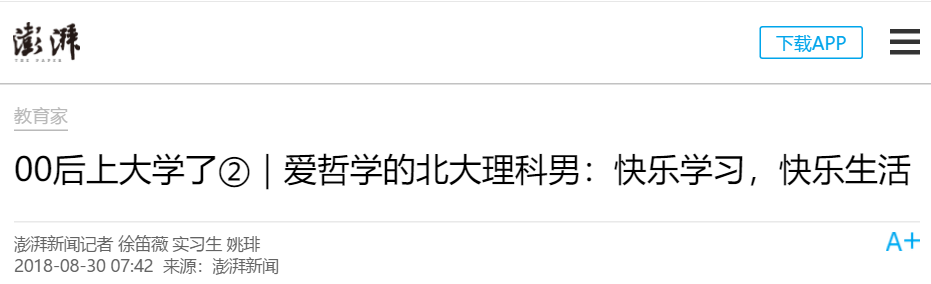 澎湃
THE PAPER
下载APP
教育家
00后上大学了②｜爱哲学的北大理科男：快乐学习，快乐生活
澎湃新闻记者 徐笛薇 实习生 姚琲
2018-08-30 07:42 来源：澎湃新闻
A+